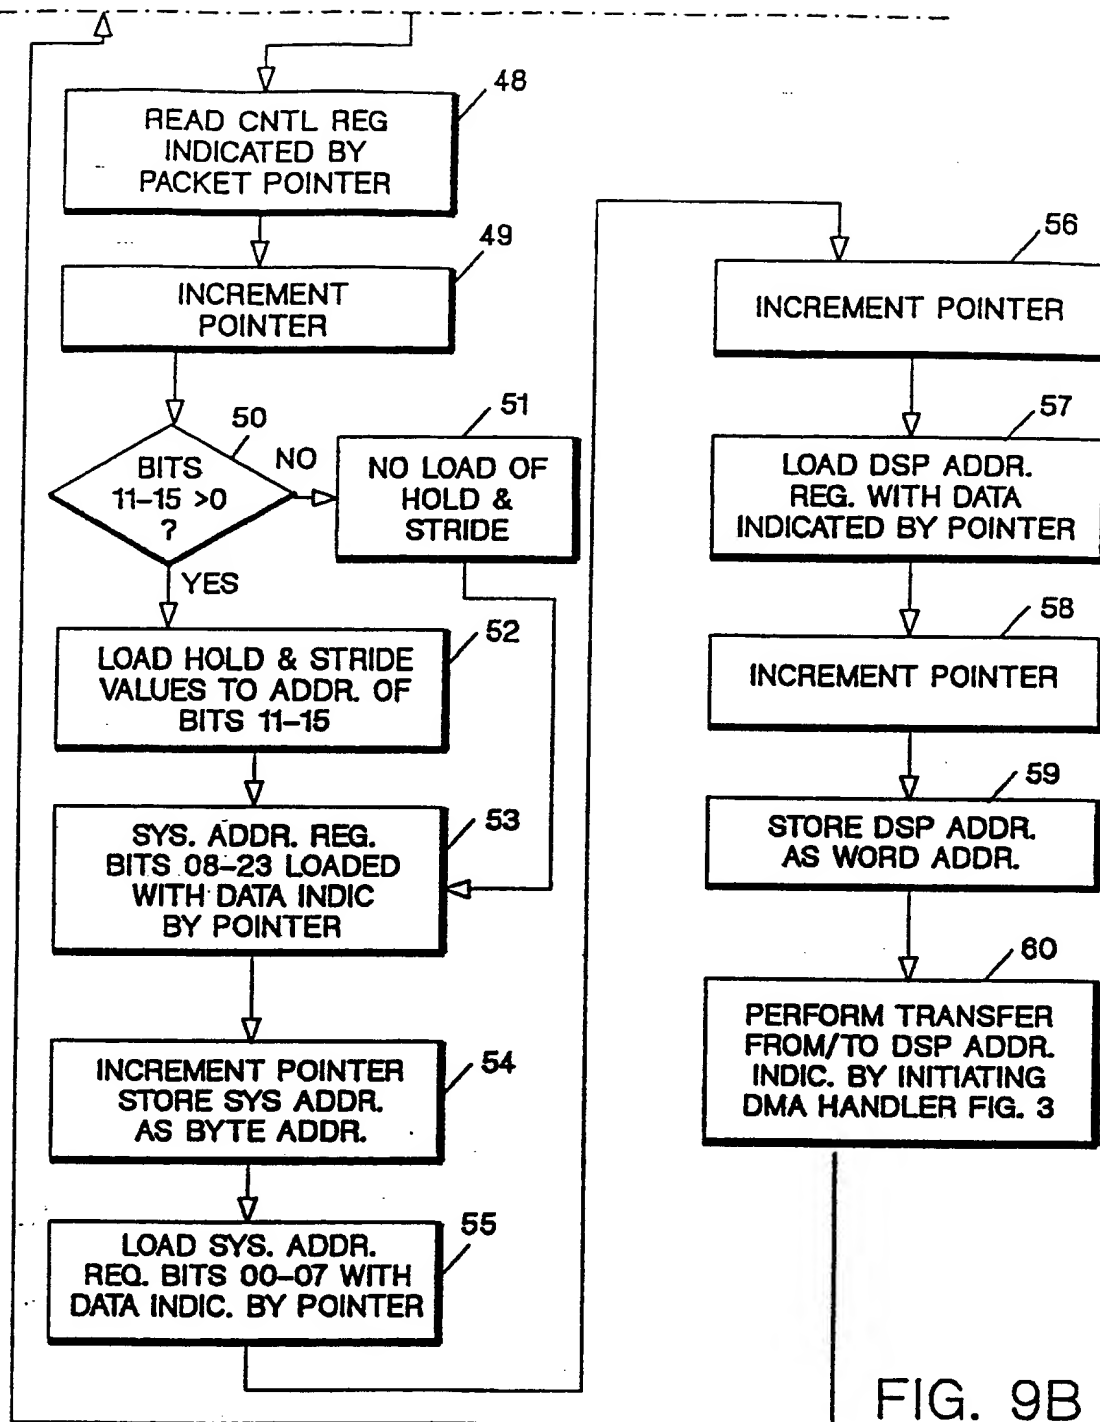 48
READ CNTL REG
INDICATED BY
PACKET POINTER
49
INCREMENT
POINTER
50
BITS
11-15 >0
?
NO
YES
51
NO LOAD OF
HOLD &
STRIDE
52
LOAD HOLD & STRIDE
VALUES TO ADDR. OF
BITS 11-15
53
SYS. ADDR. REG.
BITS 08-23 LOADED
WITH DATA INDIC
BY POINTER
54
INCREMENT POINTER
STORE SYS ADDR.
AS BYTE ADDR.
55
LOAD SYS. ADDR.
REQ. BITS 00-07 WITH
DATA INDIC. BY POINTER
56
INCREMENT POINTER
57
LOAD DSP ADDR.
REG. WITH DATA
INDICATED BY POINTER
58
INCREMENT POINTER
59
STORE DSP ADDR.
AS WORD ADDR.
60
PERFORM TRANSFER
FROM/TO DSP ADDR.
INDIC. BY INITIATING
DMA HANDLER FIG. 3
FIG. 9B